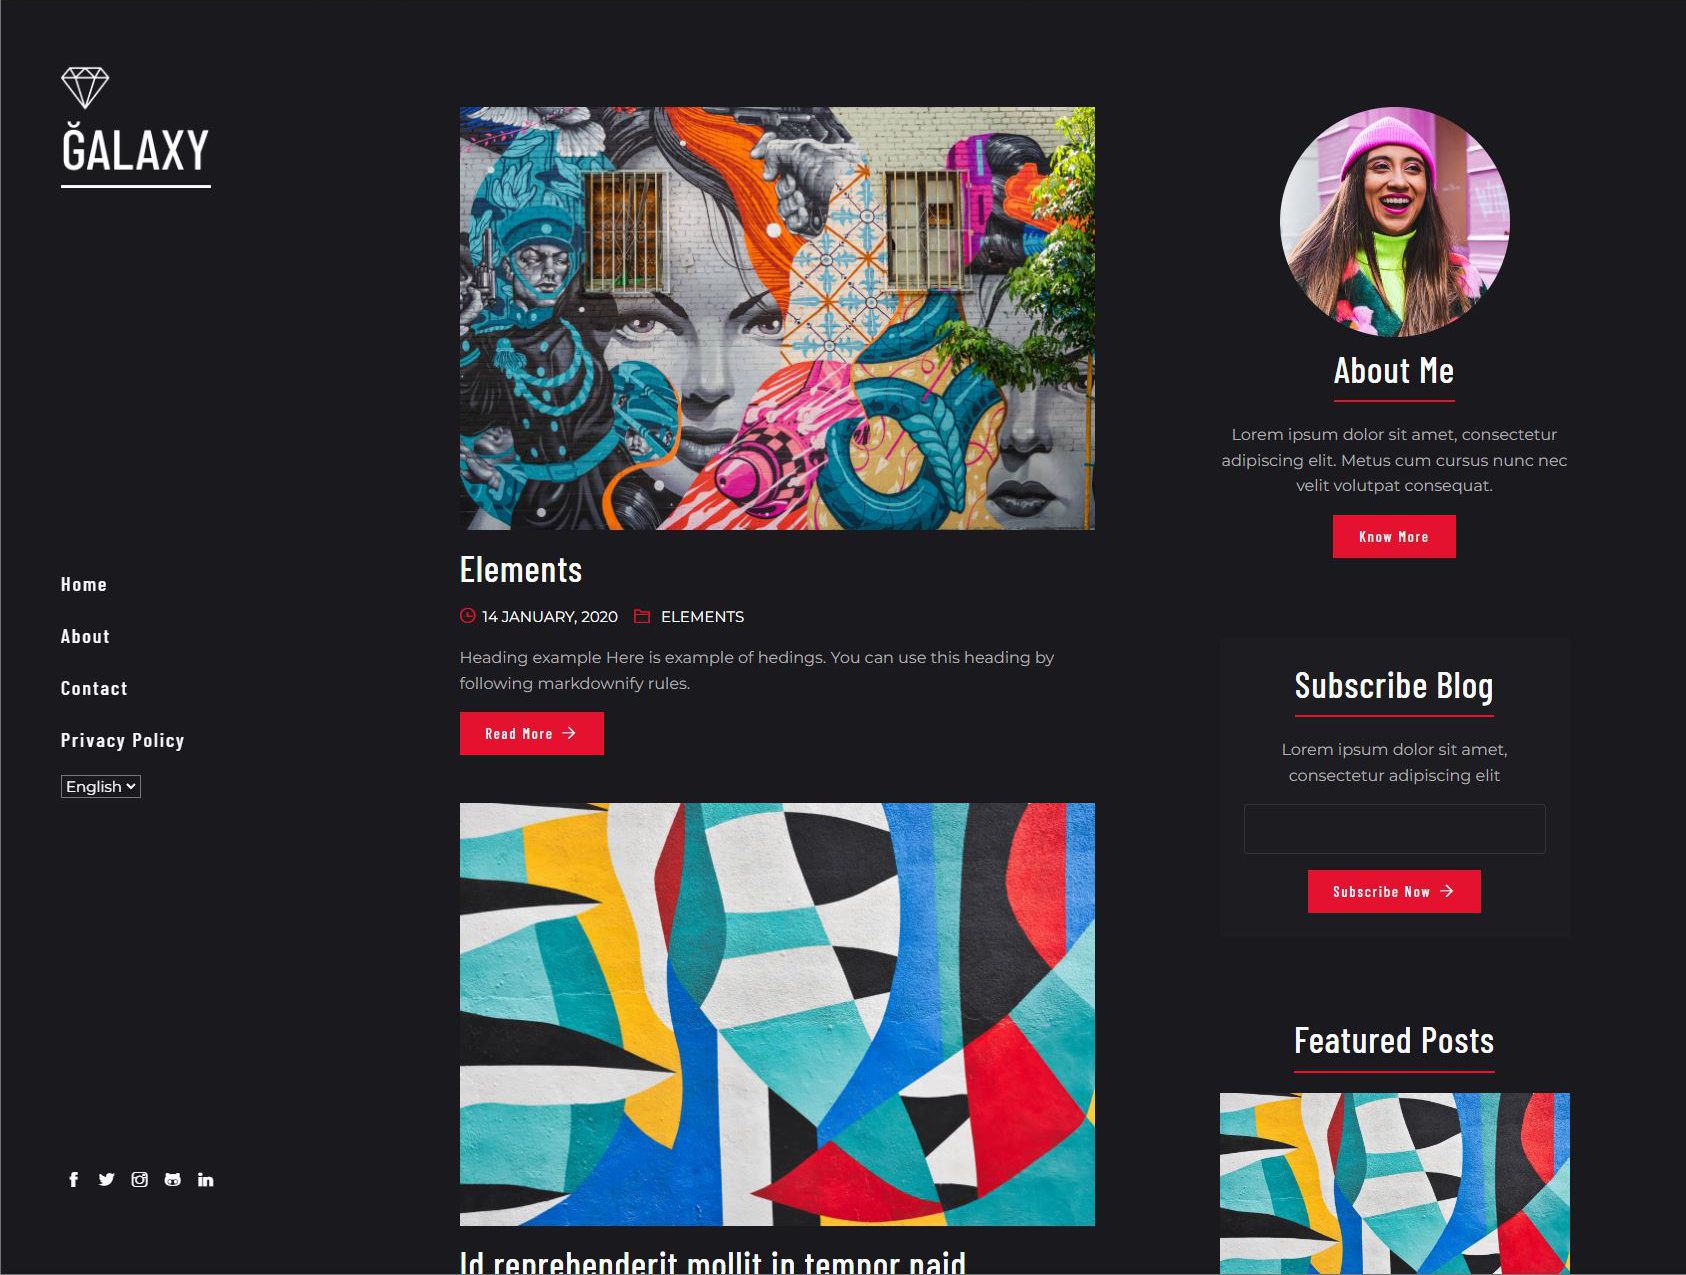 ĞALAXY
Home
About
Contact
Privacy Policy
English
Elements
14 JANUARY, 2020 ELEMENTS
Heading example Here is example of hedings. You can use this heading by
following markdownify rules.
Read More
Id reprehenderit mollit in tempor naid
About Me
Lorem ipsum dolor sit amet, consectetur
adipiscing elit. Metus cum cursus nunc nec
velit volutpat consequat.
Know More
Subscribe Blog
Lorem ipsum dolor sit amet,
consectetur adipiscing elit
Subscribe Now
Featured Posts